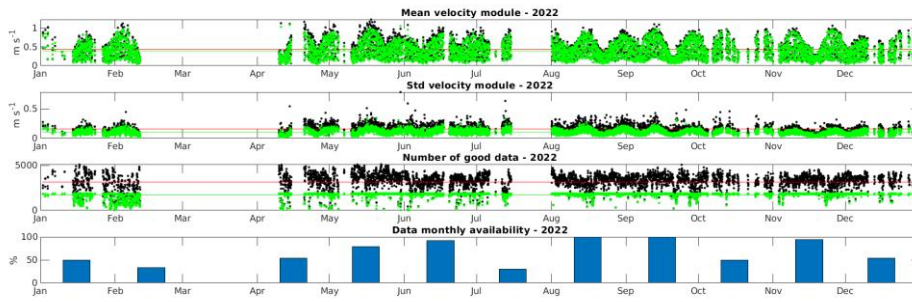 Mean velocity module - 2022
m s-1
1
0.5
0
Jan Feb Mar Apr May Jun Jul Aug Sep Oct Nov Dec
Std velocity module - 2022
m s-1
0.5
0
Jan Feb Mar Apr May Jun Jul Aug Sep Oct Nov Dec
Number of good data - 2022
5000
0
Jan Feb Mar Apr May Jun Jul Aug Sep Oct Nov Dec
Data monthly availability - 2022
%
100
50
0
Jan Feb Mar Apr May Jun Jul Aug Sep Oct Nov Dec